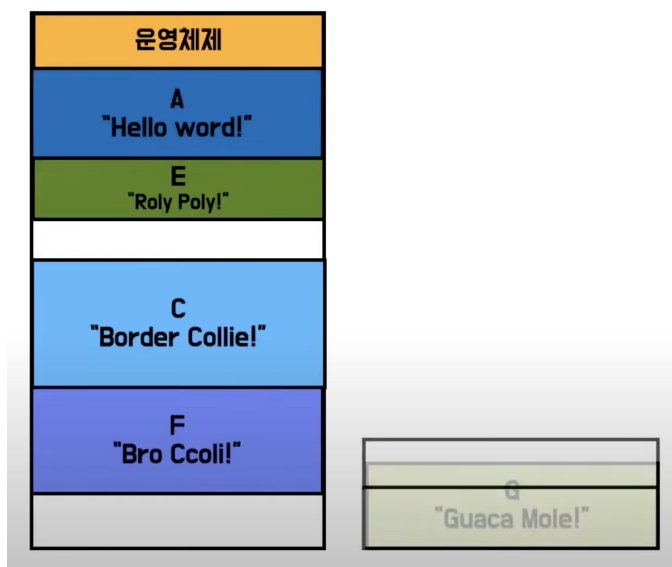 운영체제
A
"Hello word!"
E
"Roly Poly!"
C
"Border Collie!"
F
"Bro Ccoli!"
G
"Guaca Mole!"